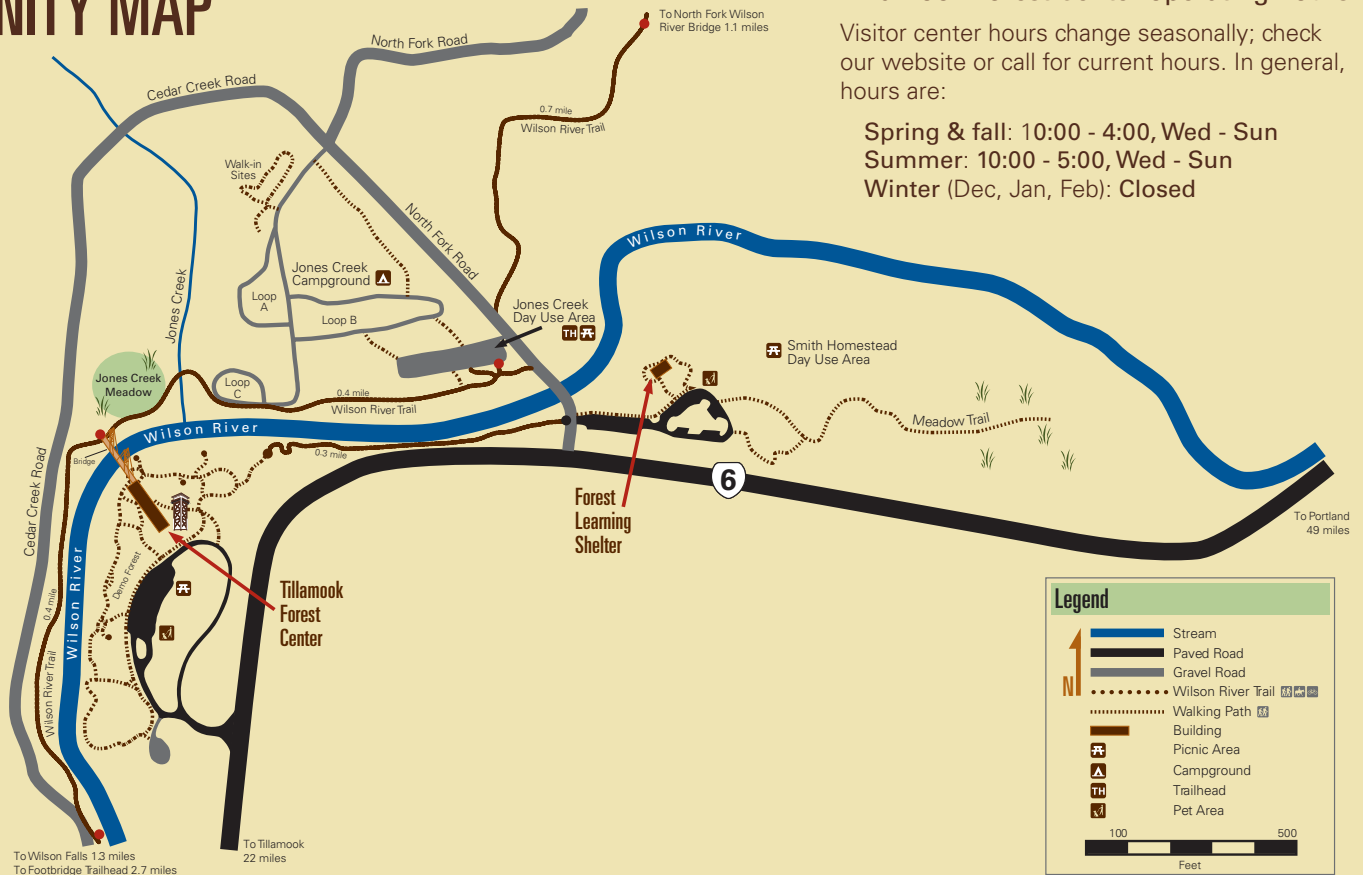 NITY MAP
To North Fork Wilson
River Bridge 1.1 miles
Visitor center hours change seasonally; check
our website or call for current hours. In general,
hours are:
Spring & fall: 10:00 - 4:00, Wed - Sun
Summer: 10:00 - 5:00, Wed - Sun
Winter (Dec, Jan, Feb): Closed
North Fork Road
Cedar Creek Road
0.7 mile
Wilson River Trail
Walk-in
Sites
North Fork Road
Wilson River
Jones Creek
Jones Creek
Campground
Loop
A
Loop B
Jones Creek
Day Use Area
TH
Smith Homestead
Day Use Area
Jones Creek
Meadow
Loop
C
0.4 mile
Wilson River Trail
Meadow Trail
Wilson River
Bridge
0.3 mile
6
Cedar Creek Road
Forest
Learning
Shelter
To Portland
49 miles
Demo Forest
Tillamook
Forest
Center
0.4 mile
Wilson River
Wilson River Trail
To Wilson Falls 1.3 miles
To Footbridge Trailhead 2.7 miles
To Tillamook
22 miles
Legend
N
Stream
Paved Road
Gravel Road
Wilson River Trail
Walking Path
Building
Picnic Area
Campground
TH Trailhead
Pet Area
100 500
Feet